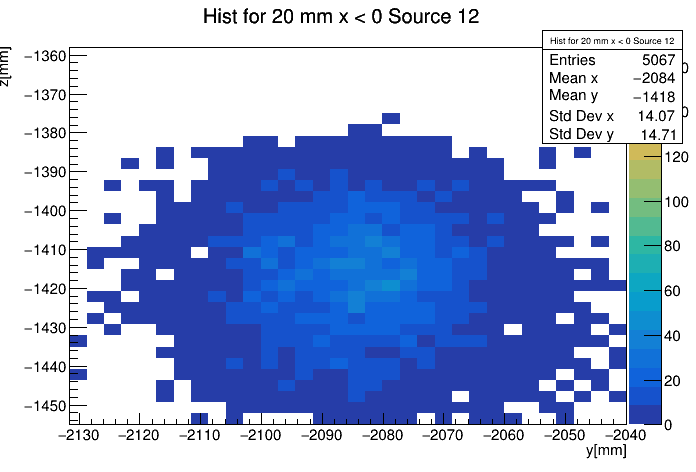 Hist for 20 mm x < 0 Source 12
Hist for 20 mm x < 0 Source 12
Entries 5067
Mean x −2084
Mean y −1418
Std Dev x 14.07
Std Dev y 14.71
z[mm]
−1360
−1370
−1380
−1390
−1400
−1410
−1420
−1430
−1440
−1450
−2130 −2120 −2110 −2100 −2090 −2080 −2070 −2060 −2050 −2040
y[mm]
120
100
80
60
40
20
0